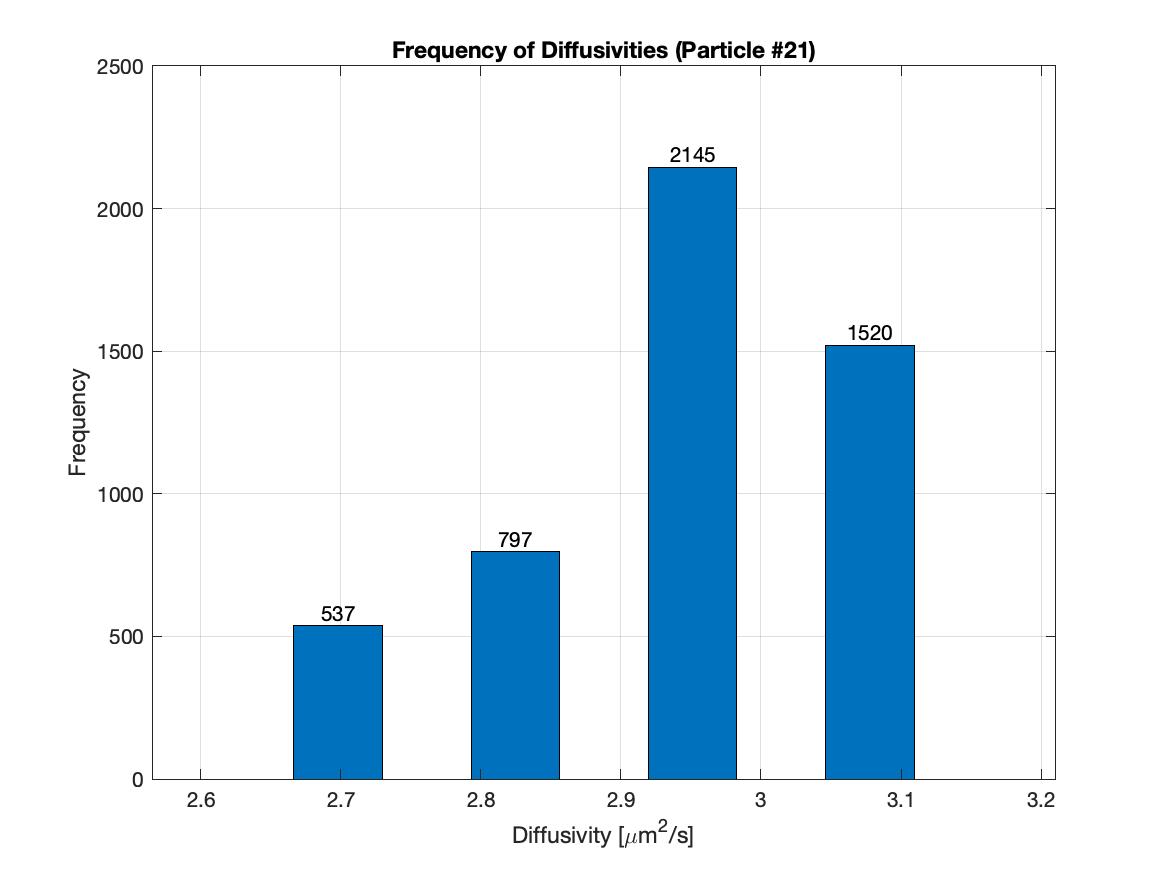 Frequency of Diffusivities (Particle #21)
2500
2000
1500
1000
500
0
Frequency
537
797
2145
1520
2.6 2.7 2.8 2.9 3 3.1 3.2
Diffusivity [μm²/s]